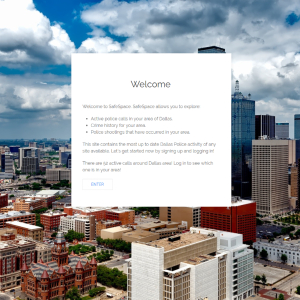 Welcome
Welcome to SafeSpace. SafeSpace allows you to explore:
Active police calls in your area of Dallas.
Crime history for your area.
Police shootings that have occurred in your area.
This site contains the most up to date Dallas Police activity of any
site available. Let's get started now by signing up and logging in!
There are 92 active calls around Dallas area! Log in to see which
one is in your area!
ENTER